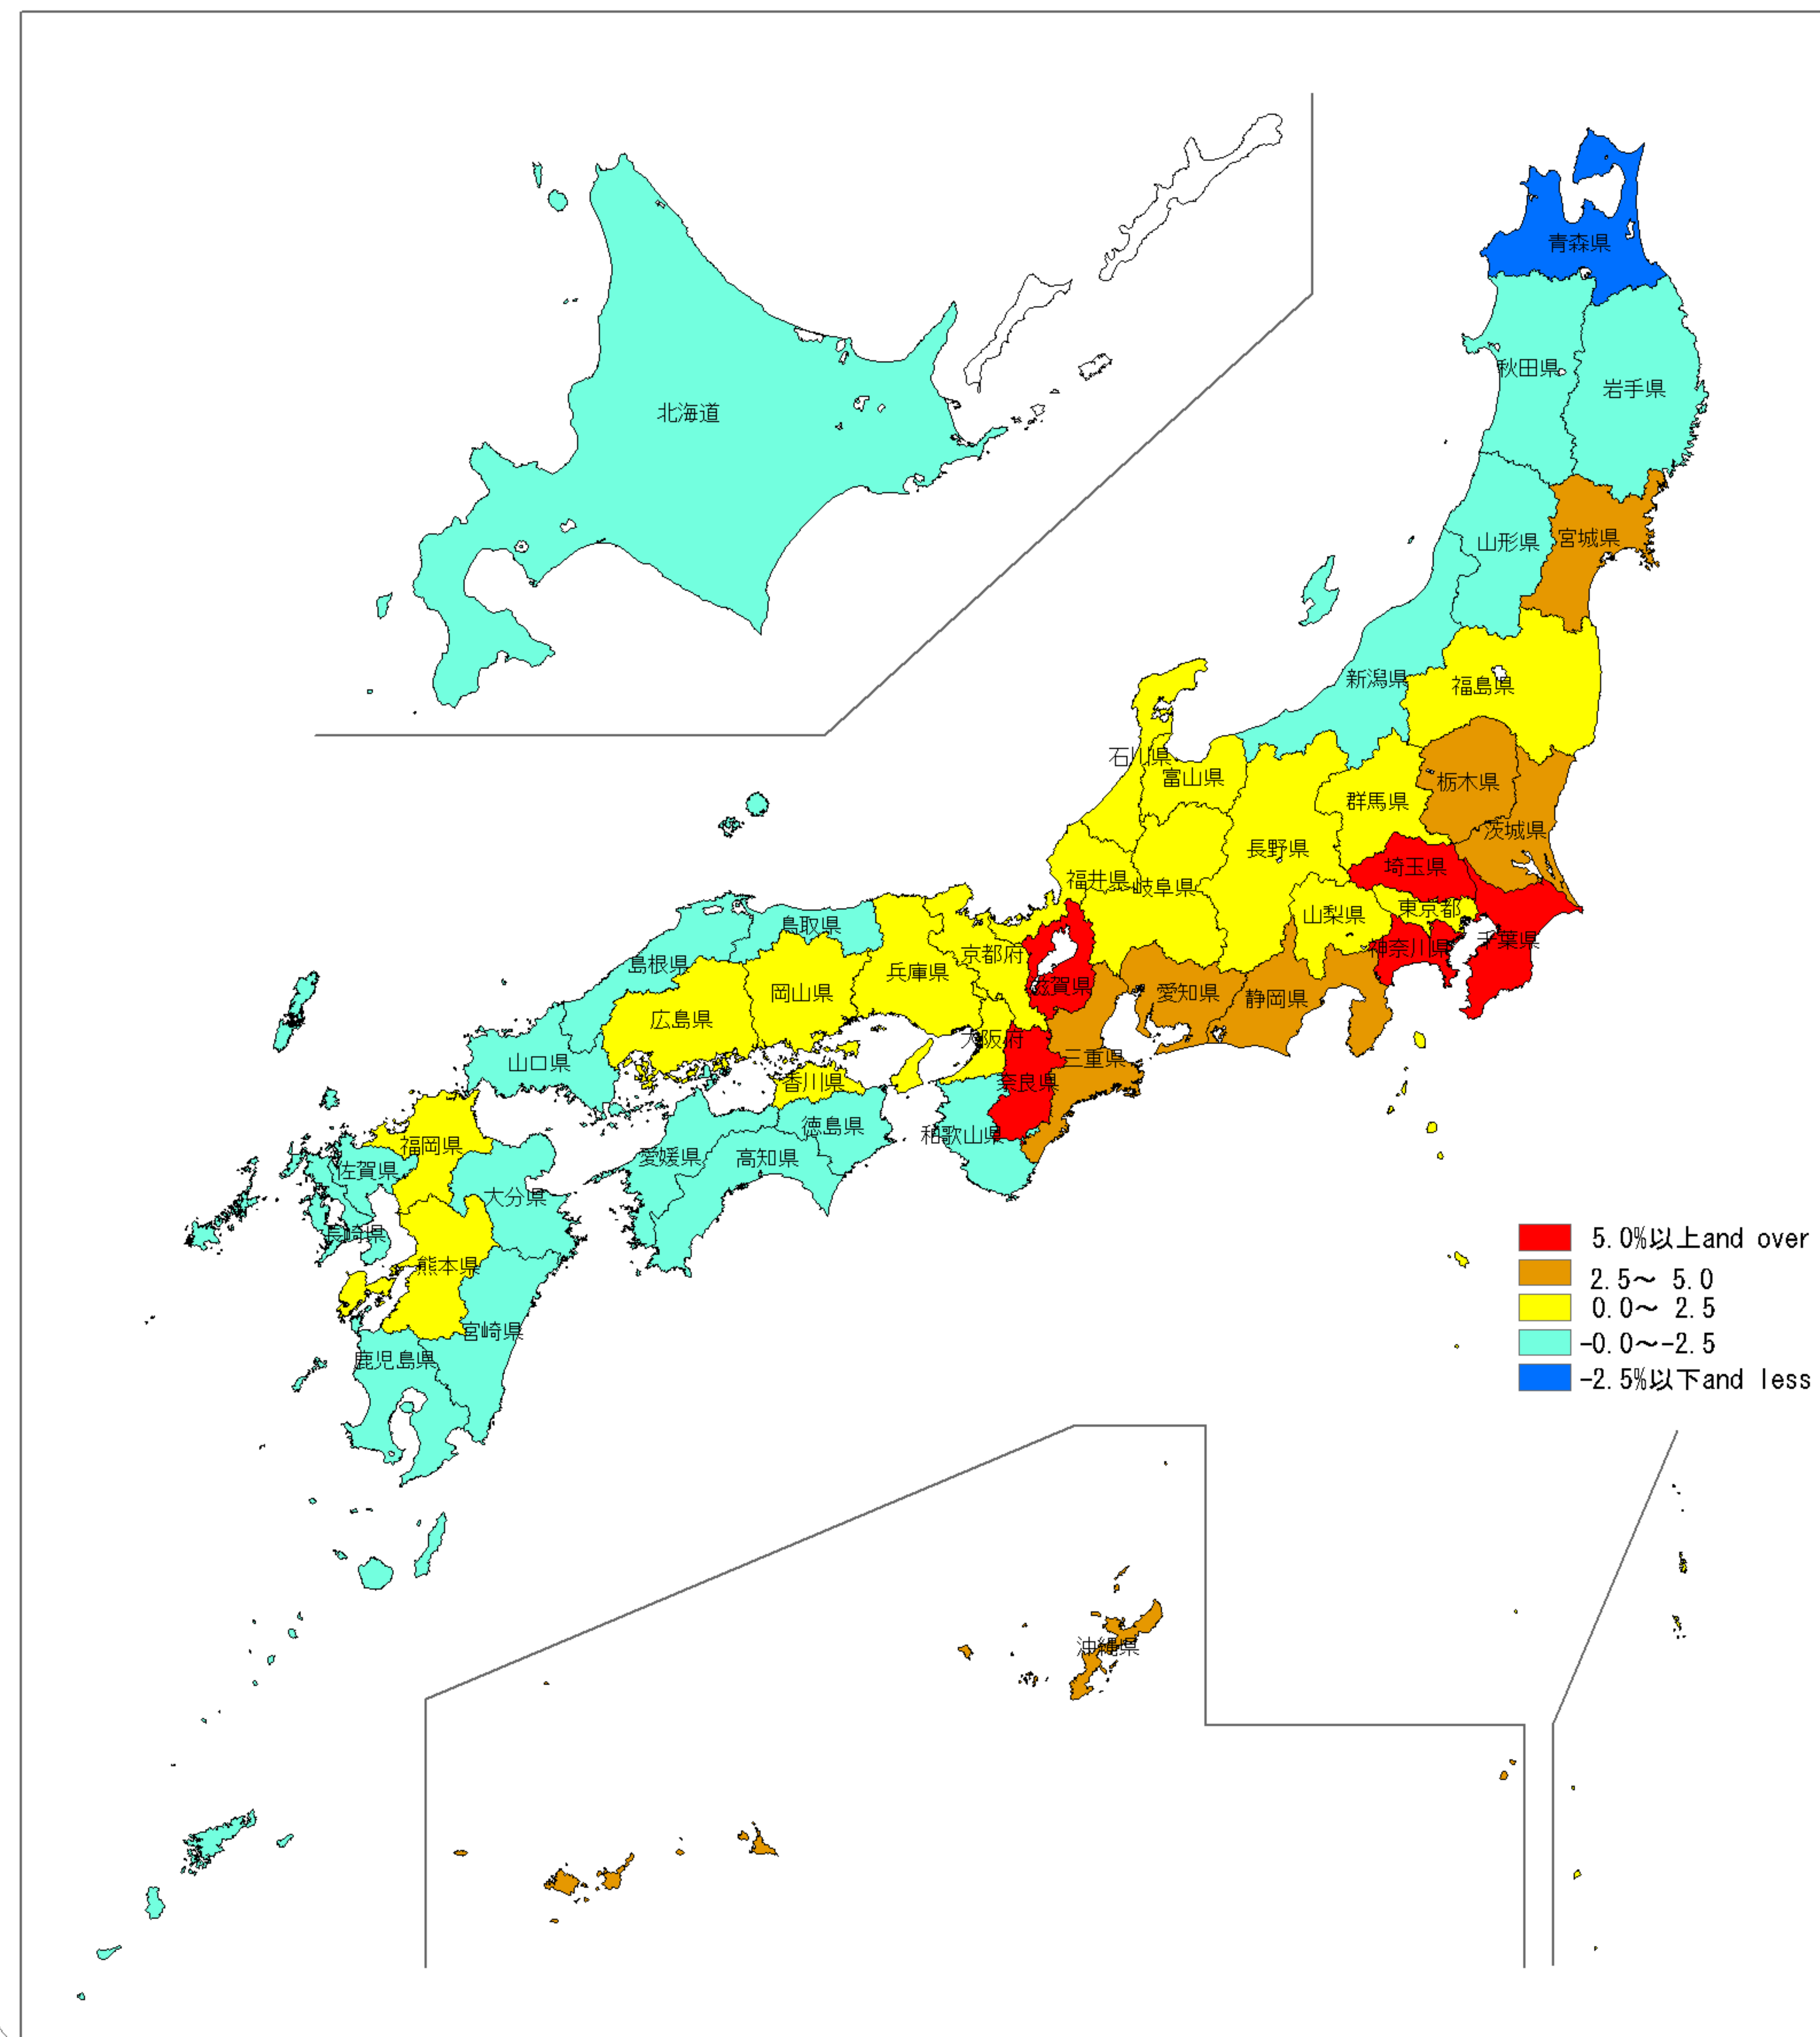 北海道
青森県
秋田県
岩手県
山形県
宮城県
新潟県
福島県
石川県
富山県
栃木県
群馬県
茨城県
長野県
埼玉県
福井県
岐阜県
山梨県
東京都
千葉県
神奈川県
鳥取県
島根県
京都府
兵庫県
滋賀県
岡山県
愛知県
静岡県
広島県
大阪府
三重県
山口県
香川県
奈良県
徳島県
和歌山県
福岡県
愛媛県
高知県
佐賀県
大分県
長崎県
熊本県
宮崎県
鹿児島県
沖縄県
5.0%以上and over
2.5～ 5.0
0.0～ 2.5
-0.0～-2.5
-2.5%以下and less